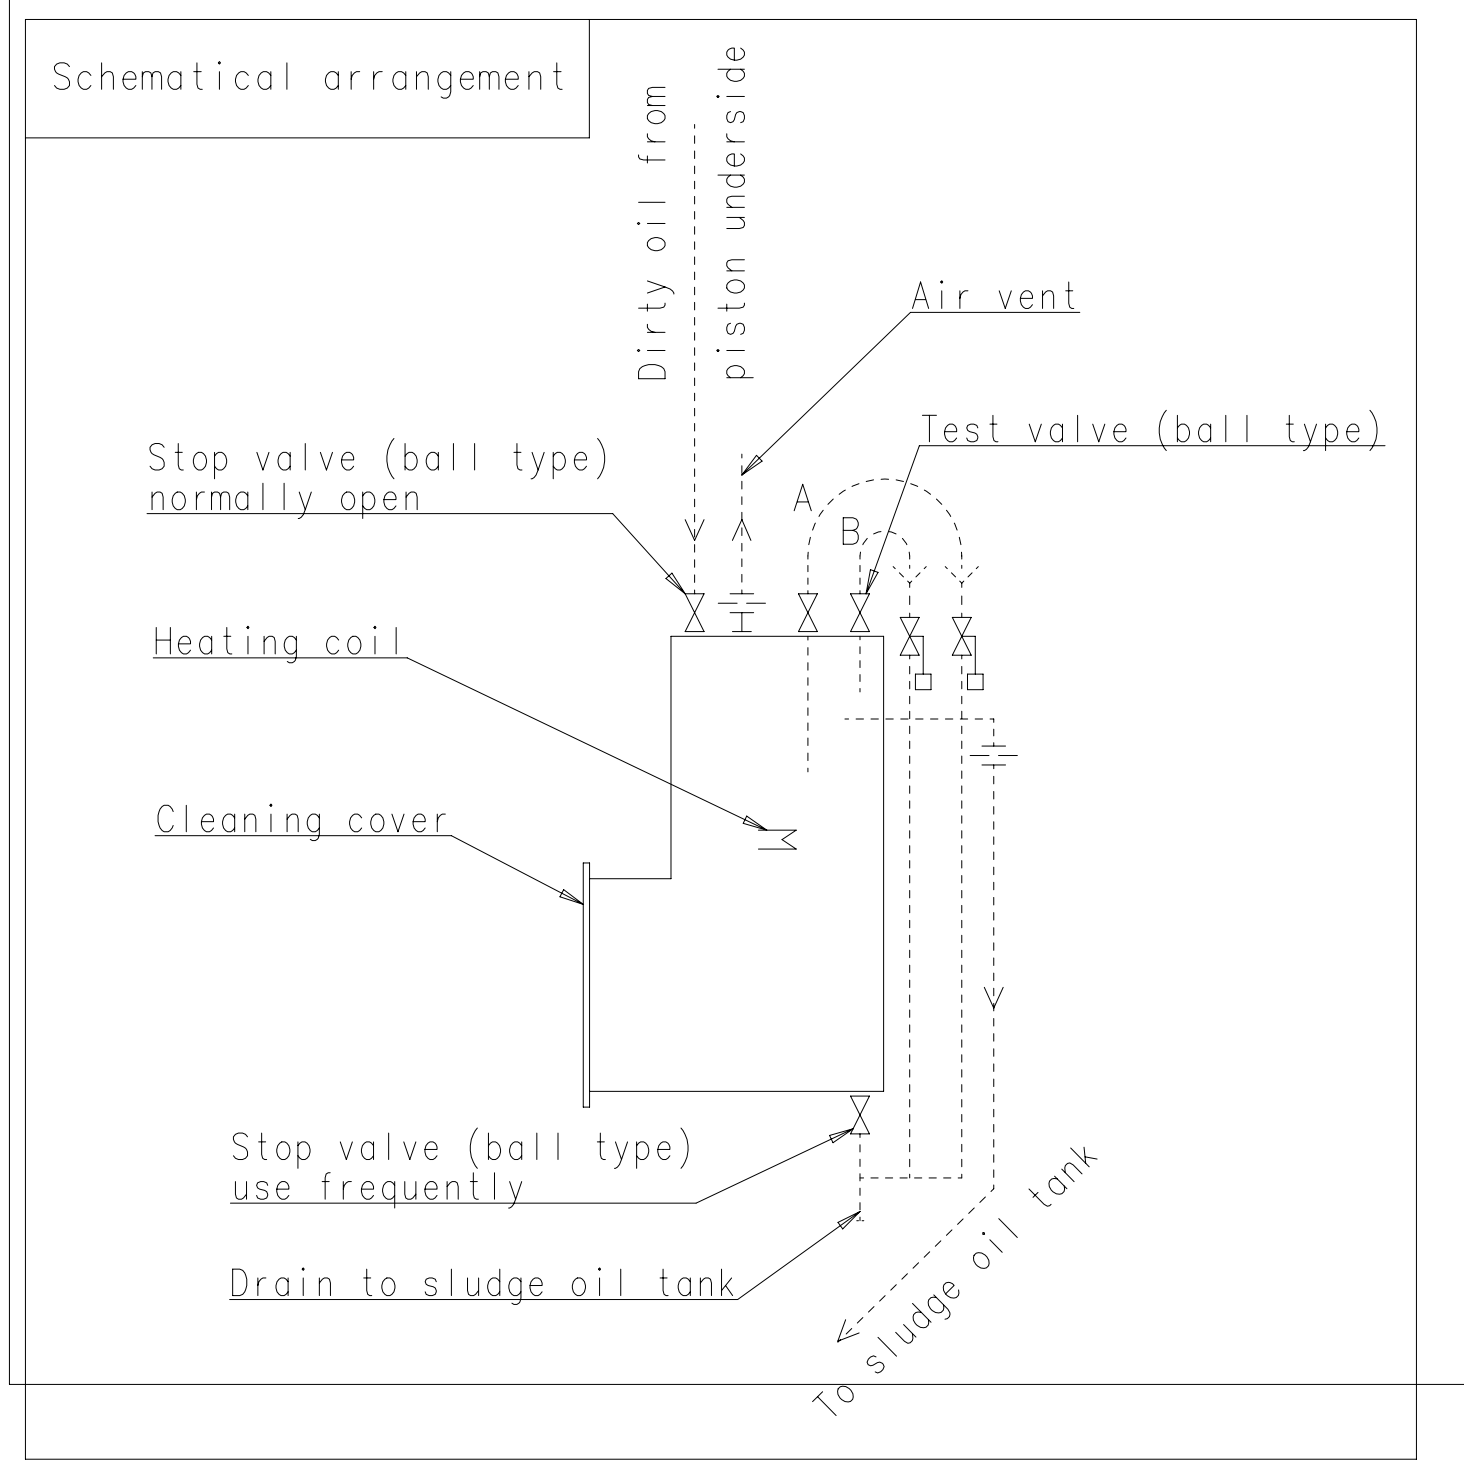 Schematical arrangement
Dirty oil from
piston underside
Air vent
Test valve (ball type)
Stop valve (ball type)
normally open
A
B
Heating coil
Cleaning cover
Stop valve (ball type)
use frequently
Drain to sludge oil tank
To sludge oil tank